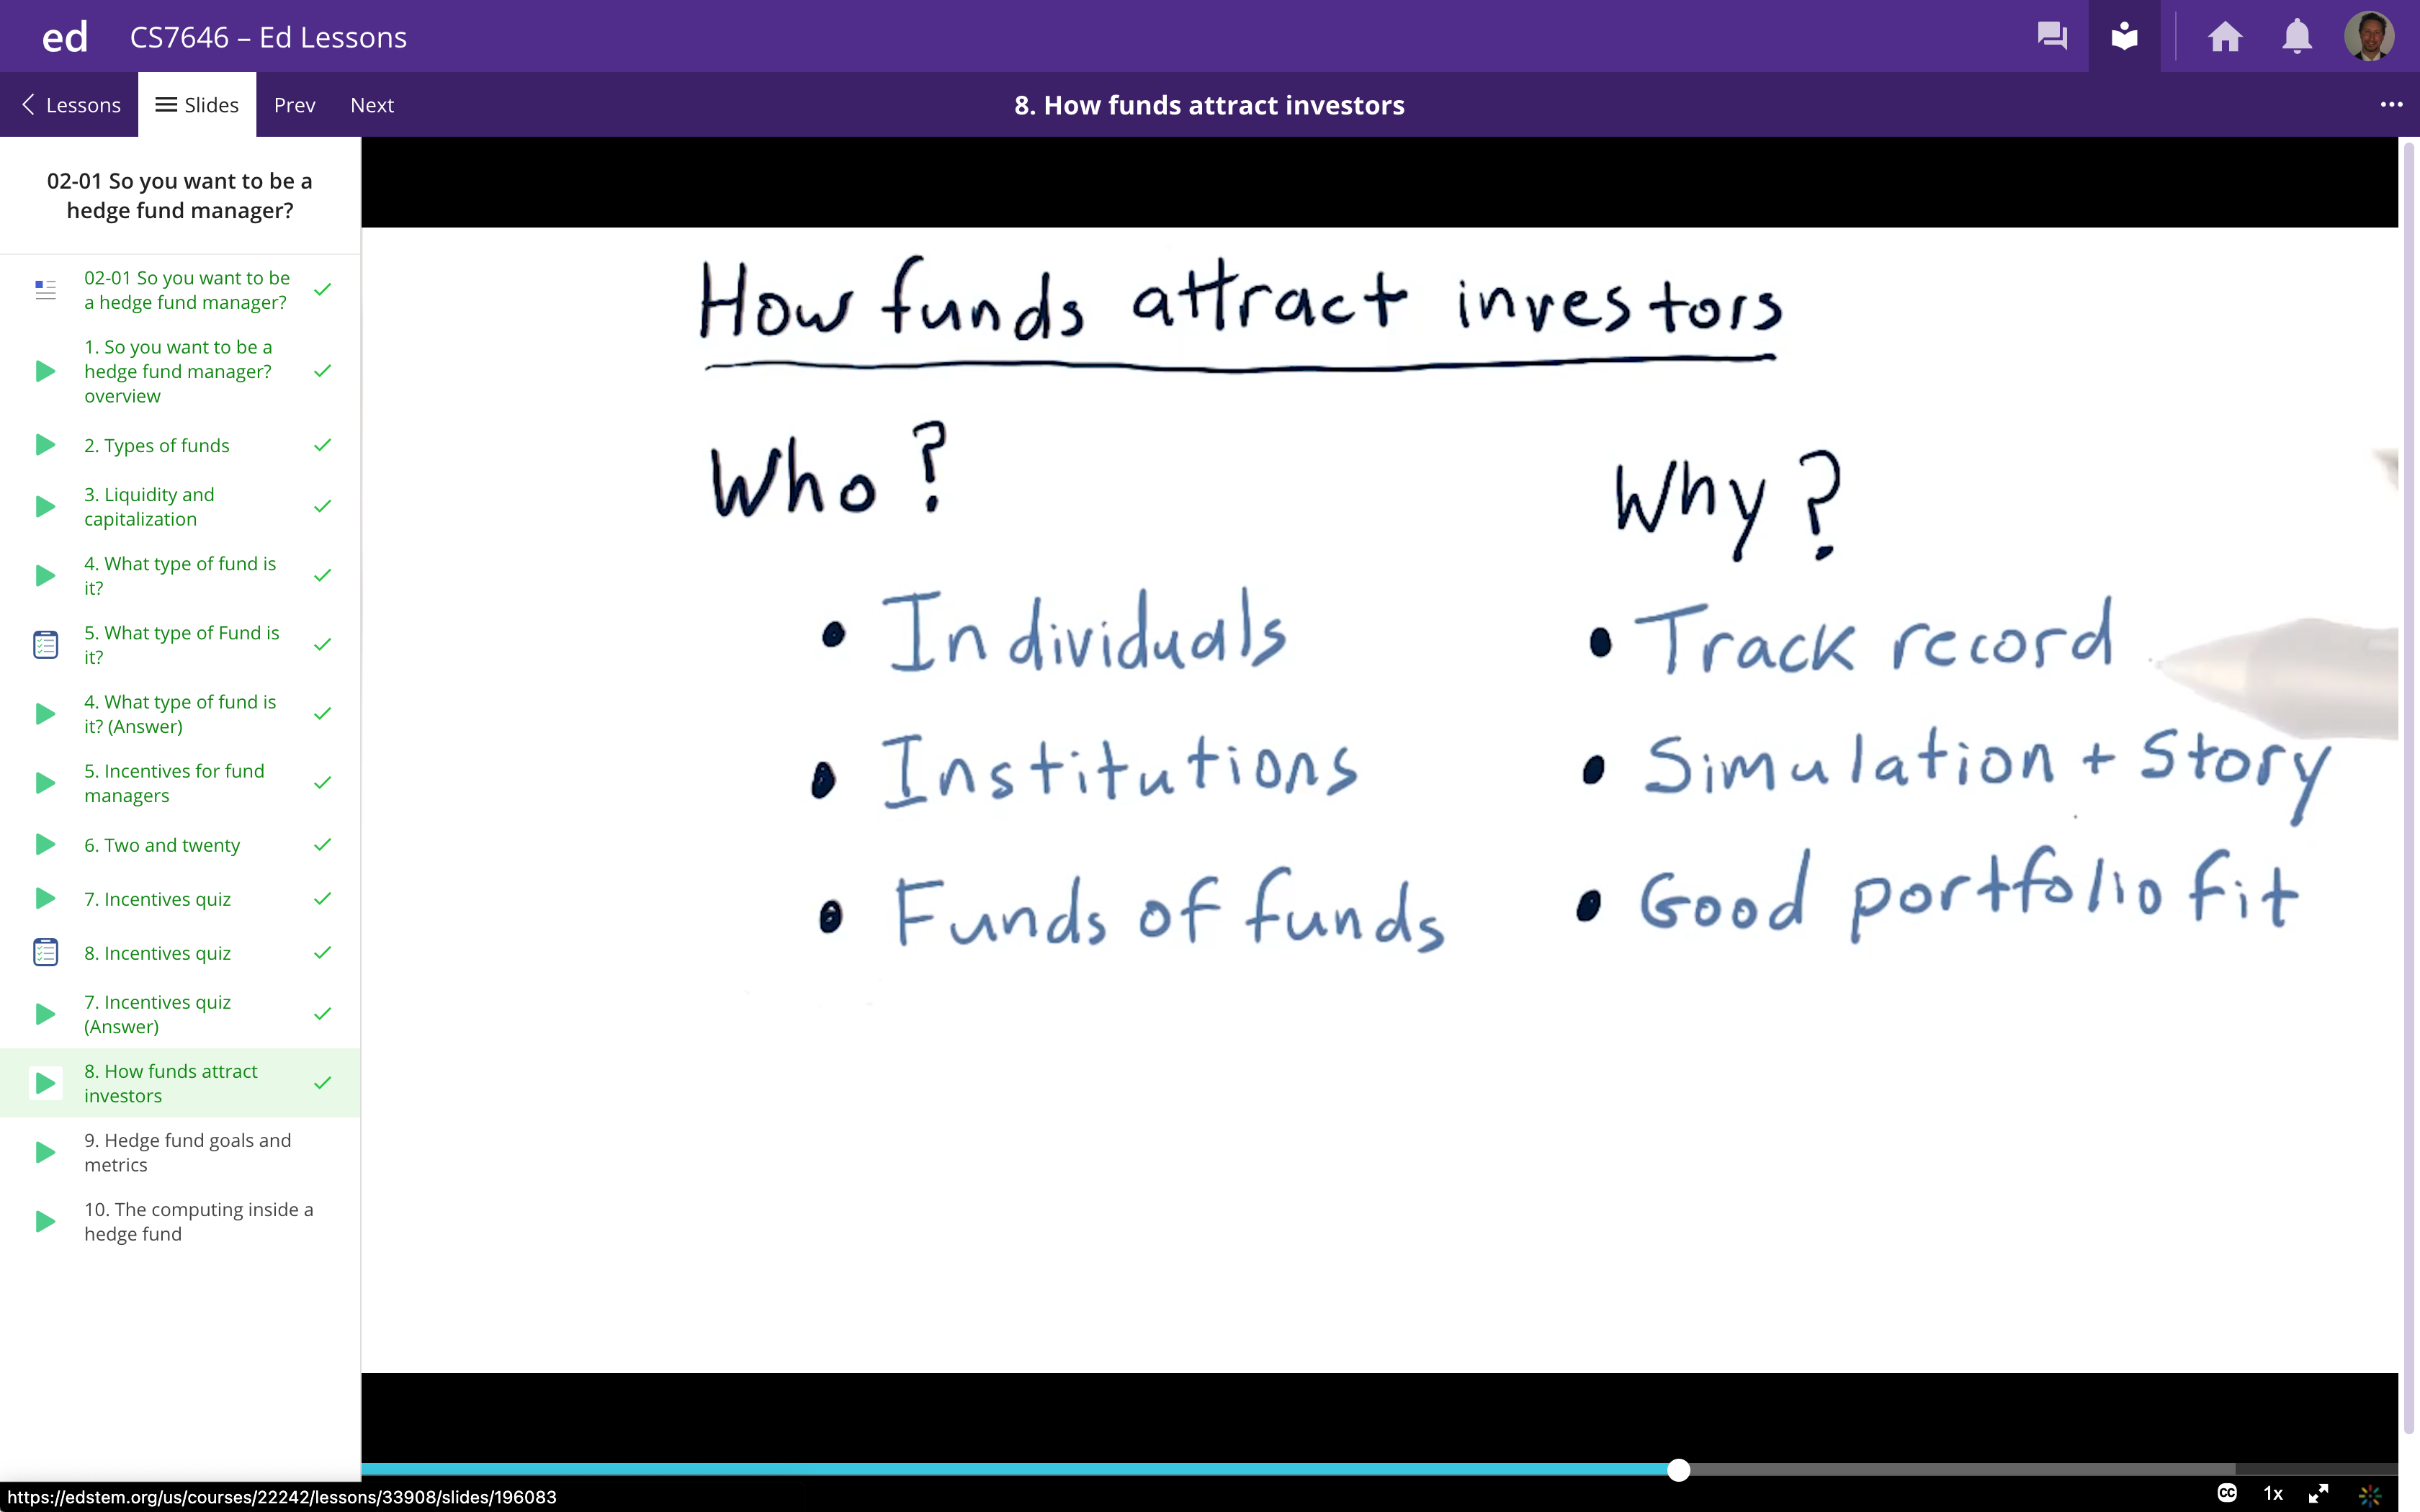 ed CS7646 – Ed Lessons
Lessons Slides Prev Next 8. How funds attract investors
02-01 So you want to be a
hedge fund manager?
02-01 So you want to be
a hedge fund manager?
1. So you want to be a
hedge fund manager?
overview
2. Types of funds
3. Liquidity and
capitalization
4. What type of fund is
it?
5. What type of Fund is
it?
4. What type of fund is
it? (Answer)
5. Incentives for fund
managers
6. Two and twenty
7. Incentives quiz
8. Incentives quiz
7. Incentives quiz
(Answer)
8. How funds attract
investors
9. Hedge fund goals and
metrics
10. The computing inside a
hedge fund
How funds attract investors
Who?
• Individuals
• Institutions
• Funds of funds
Why?
• Track record
• Simulation + Story
• Good portfolio fit
https://edstem.org/us/courses/22242/lessons/33908/slides/196083
CC 1x